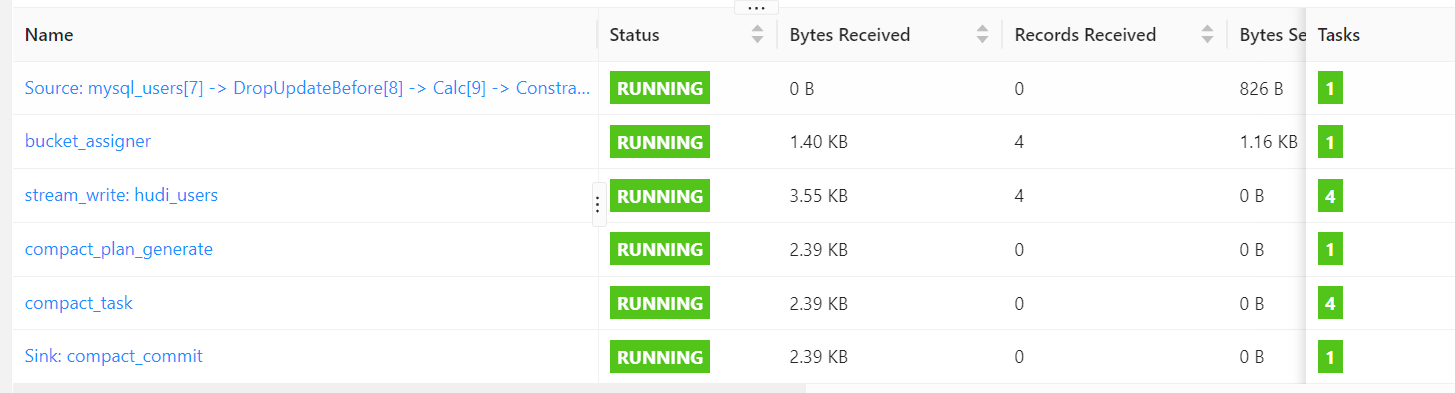 Name Status Bytes Received Records Received Bytes Se Tasks
Source: mysql_users[7] -> DropUpdateBefore[8] -> Calc[9] -> Constra... RUNNING 0 B 0 826 B 1
bucket_assigner RUNNING 1.40 KB 4 1.16 KB 1
stream_write: hudi_users RUNNING 3.55 KB 4 0 B 4
compact_plan_generate RUNNING 2.39 KB 0 0 B 1
compact_task RUNNING 2.39 KB 0 0 B 4
Sink: compact_commit RUNNING 2.39 KB 0 0 B 1